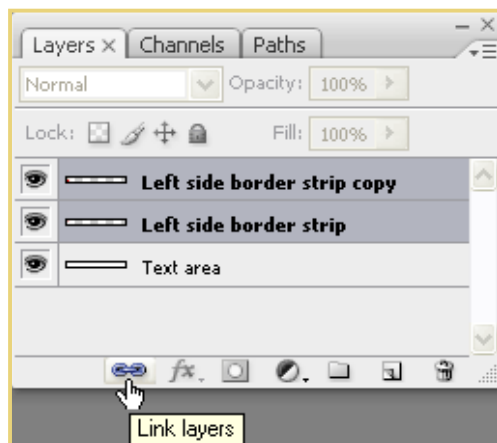 Layers × Channels Paths
Normal Opacity: 100%
Lock: Fill: 100%
Left side border strip copy
Left side border strip
Text area
fx.
Link layers